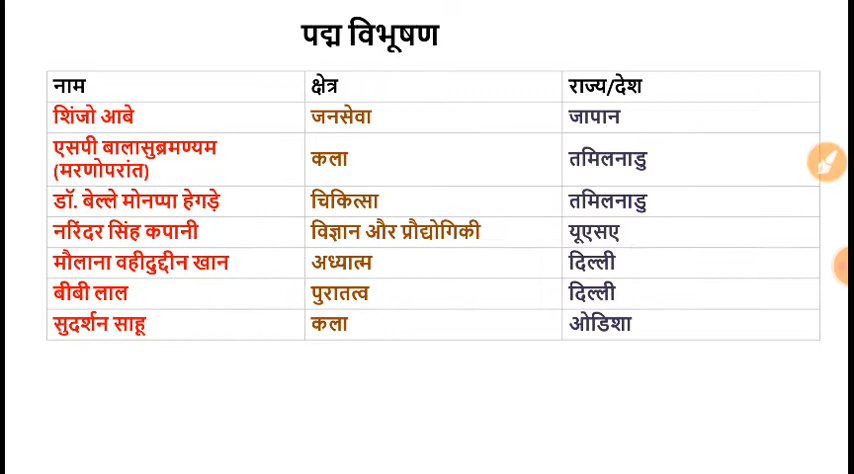 पद्म विभूषण
नाम क्षेत्र राज्य/देश
शिंजो आबे जनसेवा जापान
एसपी बालासुब्रमण्यम
(मरणोपरांत) कला तमिलनाडु
डॉ. बेल्ले मोनप्पा हेगड़े चिकित्सा तमिलनाडु
नरिंदर सिंह कपानी विज्ञान और प्रौद्योगिकी यूएसए
मौलाना वहीदुद्दीन खान अध्यात्म दिल्ली
बीबी लाल पुरातत्व दिल्ली
सुदर्शन साहू कला ओडिशा